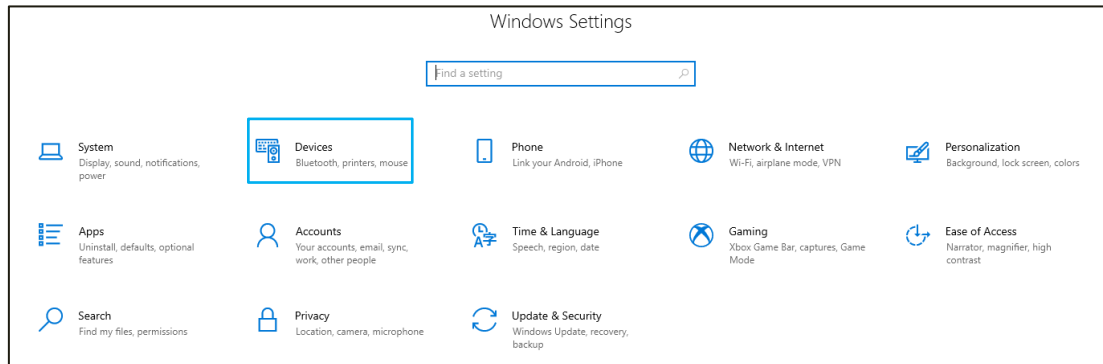 Windows Settings
Find a setting
System
Display, sound, notifications,
power
Devices
Bluetooth, printers, mouse
Phone
Link your Android, iPhone
Network & Internet
Wi-Fi, airplane mode, VPN
Personalization
Background, lock screen, colors
Apps
Uninstall, defaults, optional
features
Accounts
Your accounts, email, sync,
work, other people
Time & Language
Speech, region, date
Gaming
Xbox Game Bar, captures, Game
Mode
Ease of Access
Narrator, magnifier, high
contrast
Search
Find my files, permissions
Privacy
Location, camera, microphone
Update & Security
Windows Update, recovery,
backup